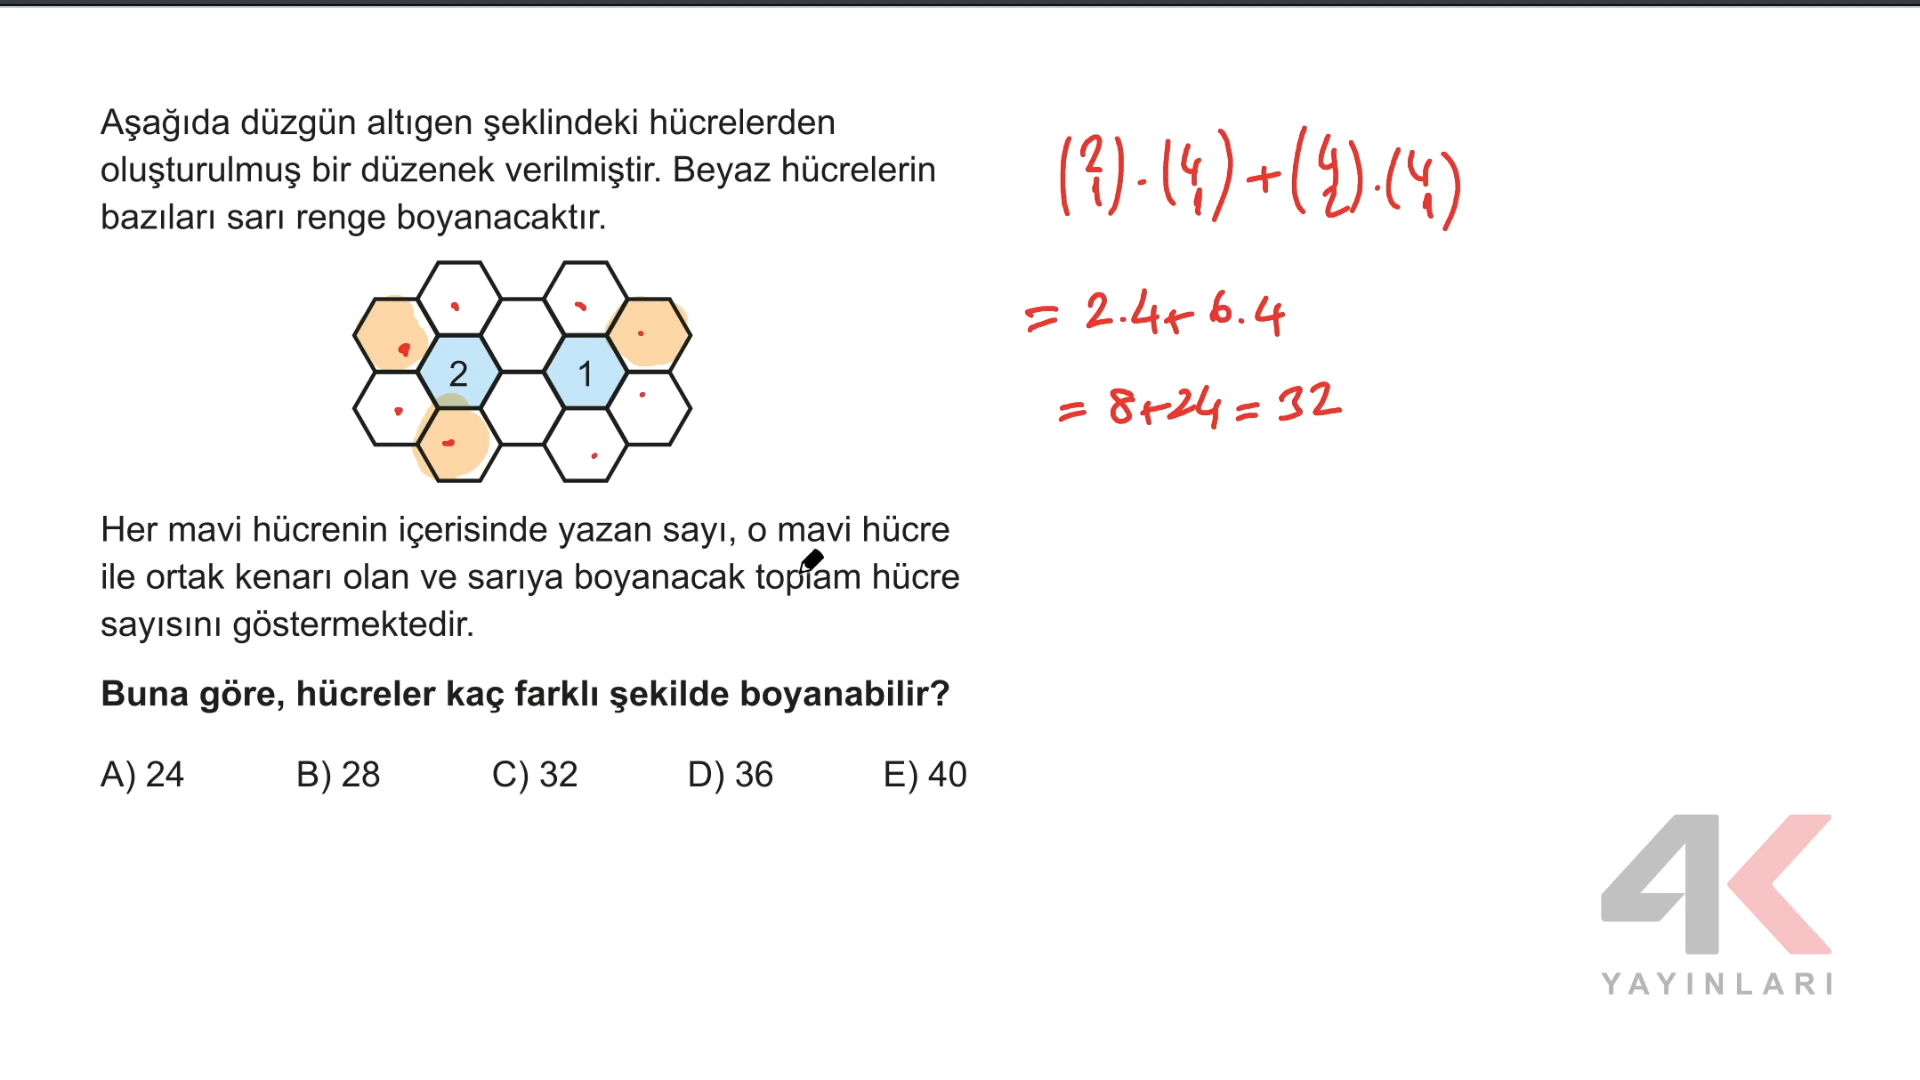 Aşağıda düzgün altıgen şeklindeki hücrelerden
oluşturulmuş bir düzenek verilmiştir. Beyaz hücrelerin
bazıları sarı renge boyanacaktır.
2
1
Her mavi hücrenin içerisinde yazan sayı, o mavi hücre
ile ortak kenarı olan ve sarıya boyanacak toplam hücre
sayısını göstermektedir.
Buna göre, hücreler kaç farklı şekilde boyanabilir?
A) 24 B) 28 C) 32 D) 36 E) 40
(2 1) . (4 1) + (4 2) . (4 1)
= 2.4 + 6.4
= 8 + 24 = 32
4K
YAYINLARI